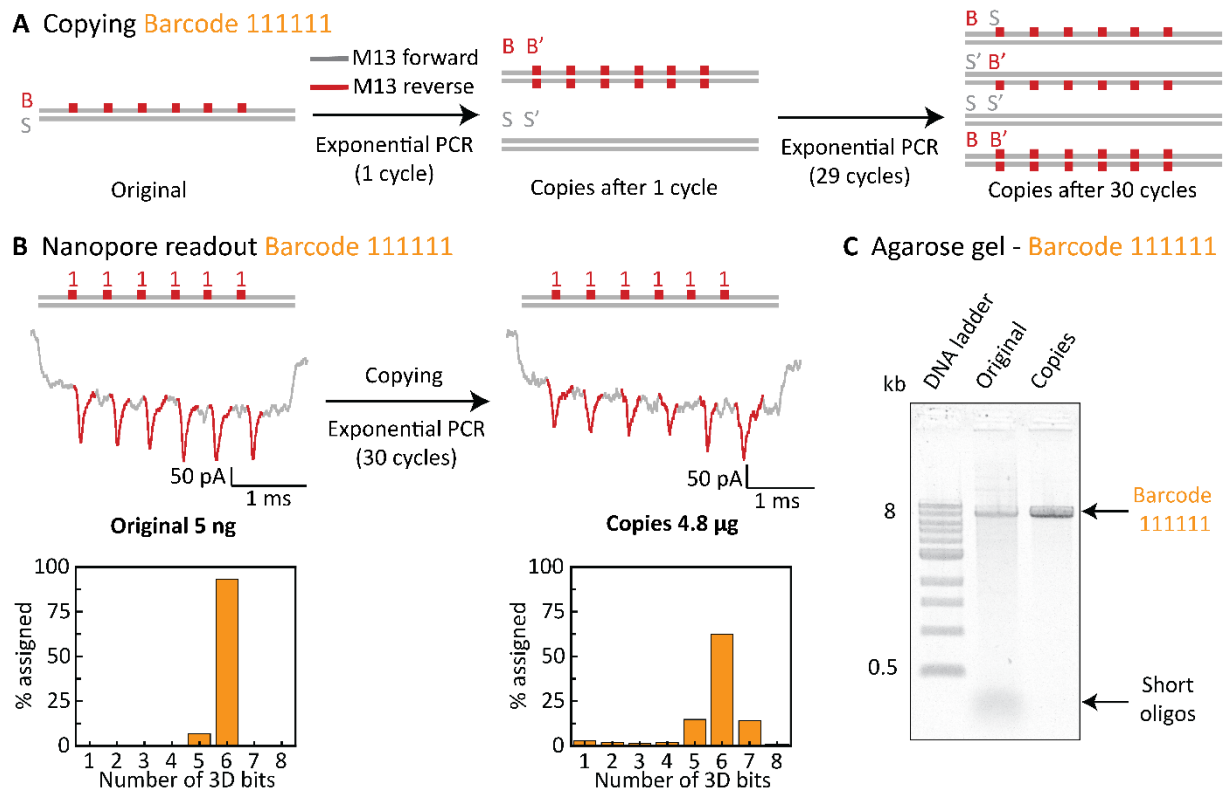 A Copying Barcode 111111
M13 forward
M13 reverse
B
S
Original
Exponential PCR
(1 cycle)
B B’
S S’
Copies after 1 cycle
Exponential PCR
(29 cycles)
B S
S’ B’
S S’
B B’
Copies after 30 cycles
B Nanopore readout Barcode 111111
1 1 1 1 1 1
50 pA
1 ms
Original 5 ng
Copying
Exponential PCR
(30 cycles)
1 1 1 1 1 1
50 pA
1 ms
Copies 4.8 µg
% assigned
100
75
50
25
0
1 2 3 4 5 6 7 8
Number of 3D bits
% assigned
100
75
50
25
0
1 2 3 4 5 6 7 8
Number of 3D bits
C Agarose gel - Barcode 111111
DNA ladder
Original
Copies
kb
8
0.5
Barcode
111111
Short
oligos